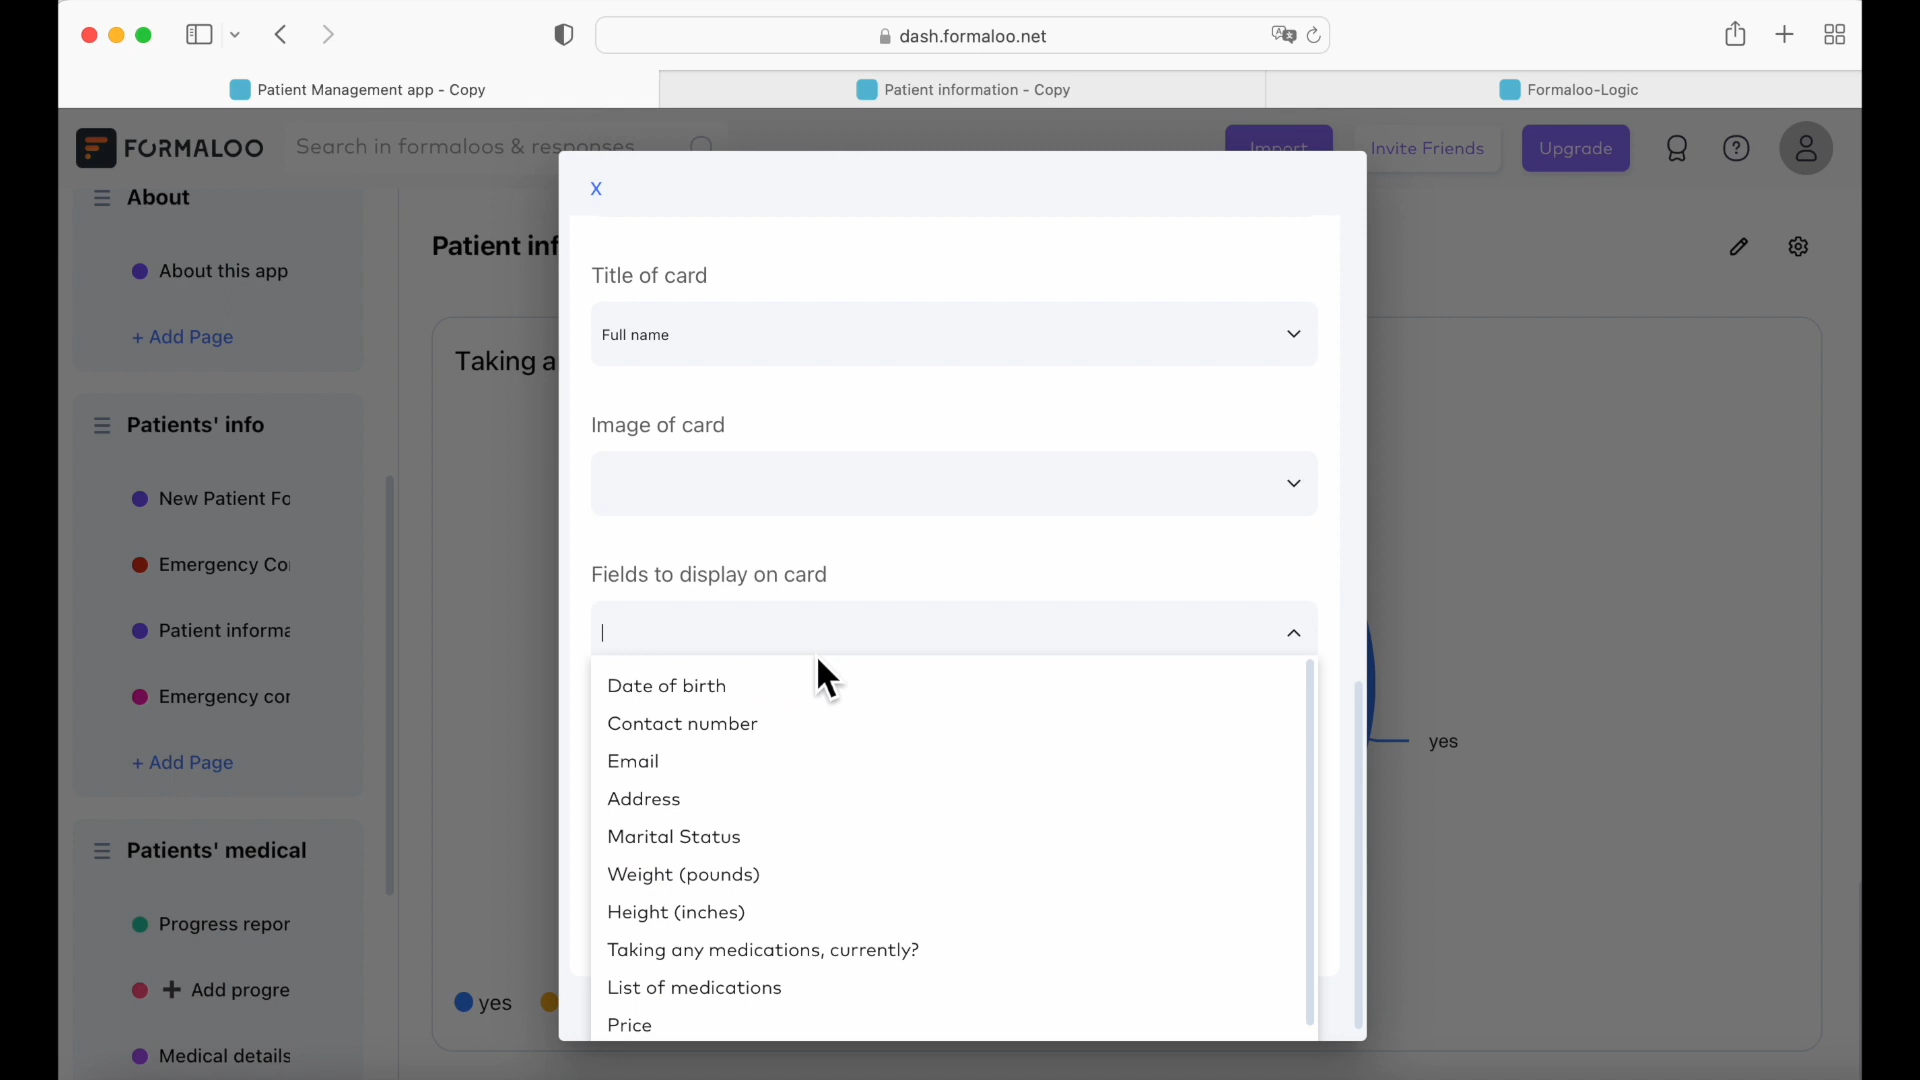 dash.formaloo.net
Patient Management app - Copy
Patient information - Copy
Formaloo-Logic
FORMALOO
Search in formaloos & responses
Import
Invite Friends
Upgrade
About
About this app
+ Add Page
Patients' info
New Patient Fo
Emergency Co
Patient informa
Emergency cor
+ Add Page
Patients' medical
Progress repor
Add progre
Medical details
Patient inf
Taking a
yes
yes
X
Title of card
Full name
Image of card
Fields to display on card
Date of birth
Contact number
Email
Address
Marital Status
Weight (pounds)
Height (inches)
Taking any medications, currently?
List of medications
Price